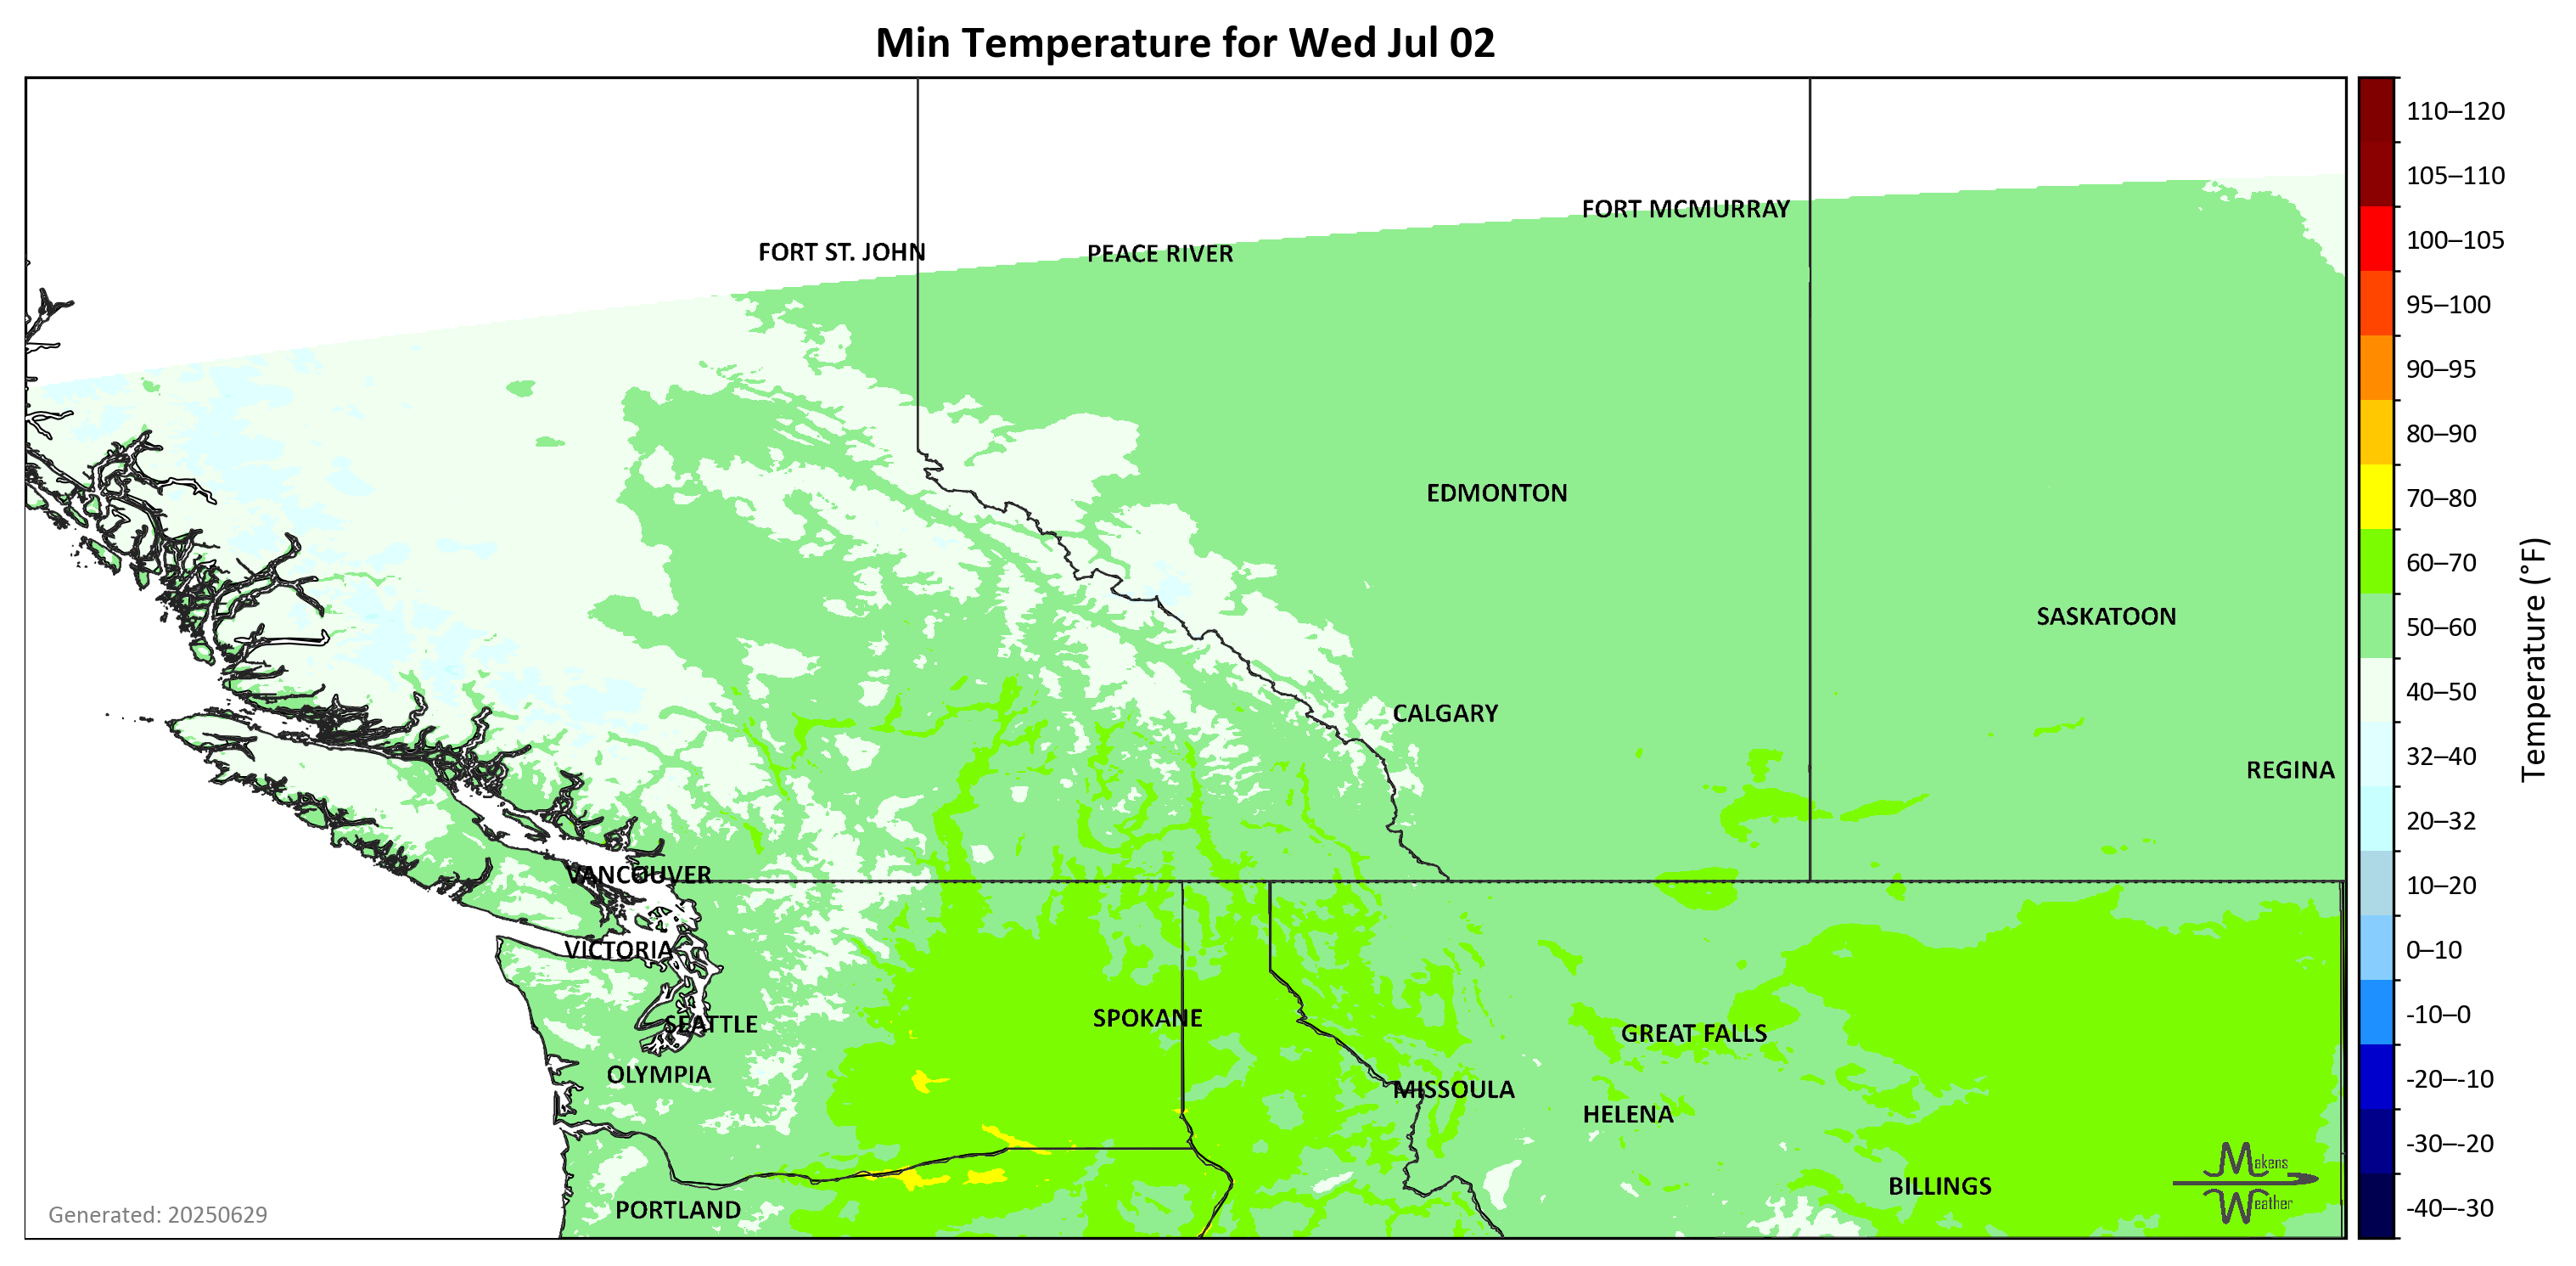 Min Temperature for Wed Jul 02
FORT MCMURRAY
FORT ST. JOHN
PEACE RIVER
EDMONTON
SASKATOON
CALGARY
REGINA
VANCOUVER
VICTORIA
SEATTLE
SPOKANE
GREAT FALLS
OLYMPIA
MISSOULA
HELENA
BILLINGS
PORTLAND
Makens
Weather
Generated: 20250629
110–120
105–110
100–105
95–100
90–95
80–90
70–80
60–70
50–60
40–50
32–40
20–32
10–20
0–10
-10–0
-20–-10
-30–-20
-40–-30
Temperature (°F)